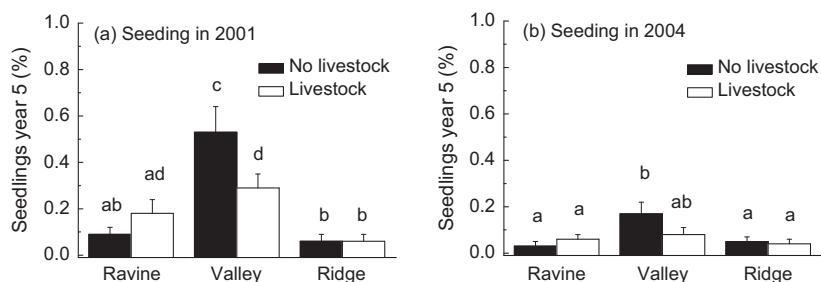 (a) Seeding in 2001
No livestock
Livestock
Seedlings year 5 (%)
1.0
0.8
0.6
0.4
0.2
0.0
ab
ad
c
d
b
b
Ravine
Valley
Ridge
(b) Seeding in 2004
No livestock
Livestock
Seedlings year 5 (%)
1.0
0.8
0.6
0.4
0.2
0.0
a
a
b
ab
a
a
Ravine
Valley
Ridge